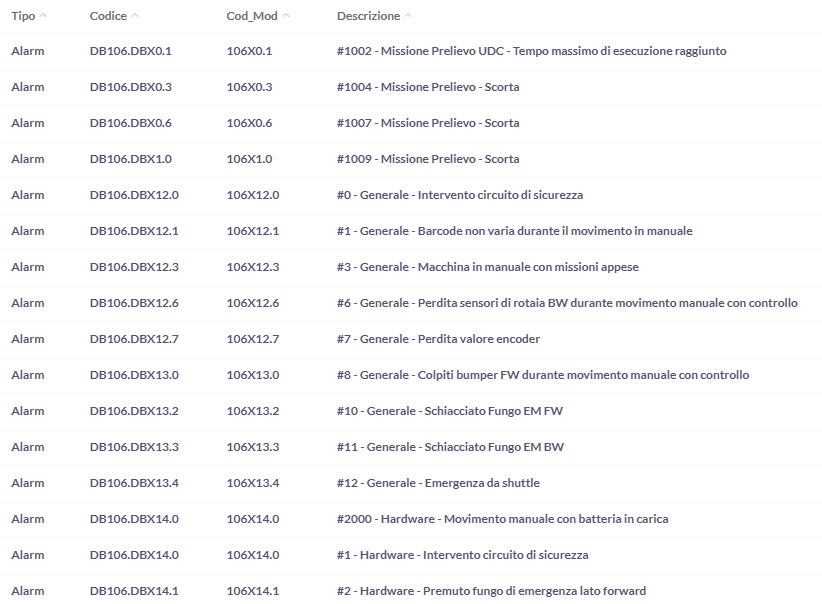 Tipo Codice Cod_Mod Descrizione
Alarm DB106.DBX0.1 106X0.1 #1002 - Missione Prelievo UDC - Tempo massimo di esecuzione raggiunto
Alarm DB106.DBX0.3 106X0.3 #1004 - Missione Prelievo - Scorta
Alarm DB106.DBX0.6 106X0.6 #1007 - Missione Prelievo - Scorta
Alarm DB106.DBX1.0 106X1.0 #1009 - Missione Prelievo - Scorta
Alarm DB106.DBX12.0 106X12.0 #0 - Generale - Intervento circuito di sicurezza
Alarm DB106.DBX12.1 106X12.1 #1 - Generale - Barcode non varia durante il movimento in manuale
Alarm DB106.DBX12.3 106X12.3 #3 - Generale - Macchina in manuale con missioni appese
Alarm DB106.DBX12.6 106X12.6 #6 - Generale - Perdita sensori di rotaia BW durante movimento manuale con controllo
Alarm DB106.DBX12.7 106X12.7 #7 - Generale - Perdita valore encoder
Alarm DB106.DBX13.0 106X13.0 #8 - Generale - Colpiti bumper FW durante movimento manuale con controllo
Alarm DB106.DBX13.2 106X13.2 #10 - Generale - Schiacciato Fungo EM FW
Alarm DB106.DBX13.3 106X13.3 #11 - Generale - Schiacciato Fungo EM BW
Alarm DB106.DBX13.4 106X13.4 #12 - Generale - Emergenza da shuttle
Alarm DB106.DBX14.0 106X14.0 #2000 - Hardware - Movimento manuale con batteria in carica
Alarm DB106.DBX14.0 106X14.0 #1 - Hardware - Intervento circuito di sicurezza
Alarm DB106.DBX14.1 106X14.1 #2 - Hardware - Premuto fungo di emergenza lato forward